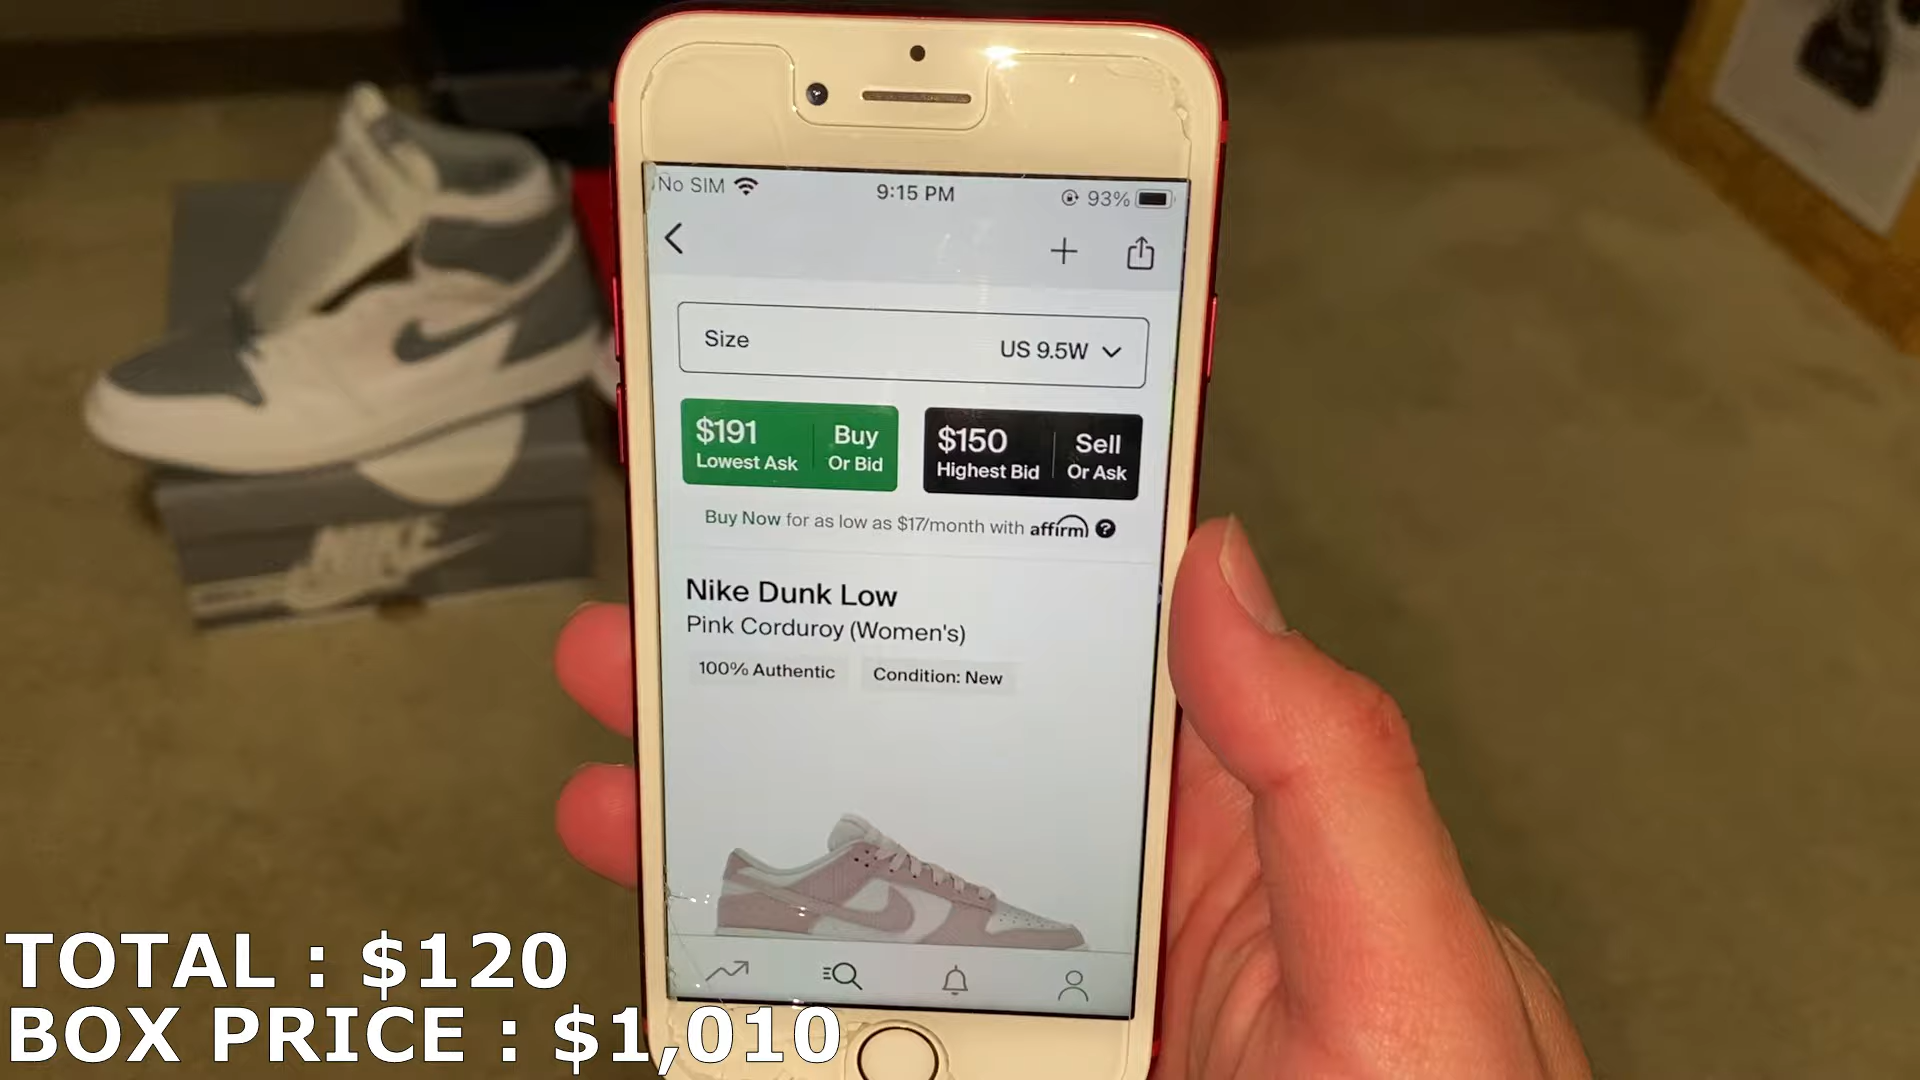 No SIM 9:15 PM 93%
Size US 9.5W
$191 Buy $150 Sell
Lowest Ask Or Bid Highest Bid Or Ask
Buy Now for as low as $17/month with affirm ?
Nike Dunk Low
Pink Corduroy (Women's)
100% Authentic Condition: New
NIKE
TOTAL : $120
BOX PRICE : $1,010